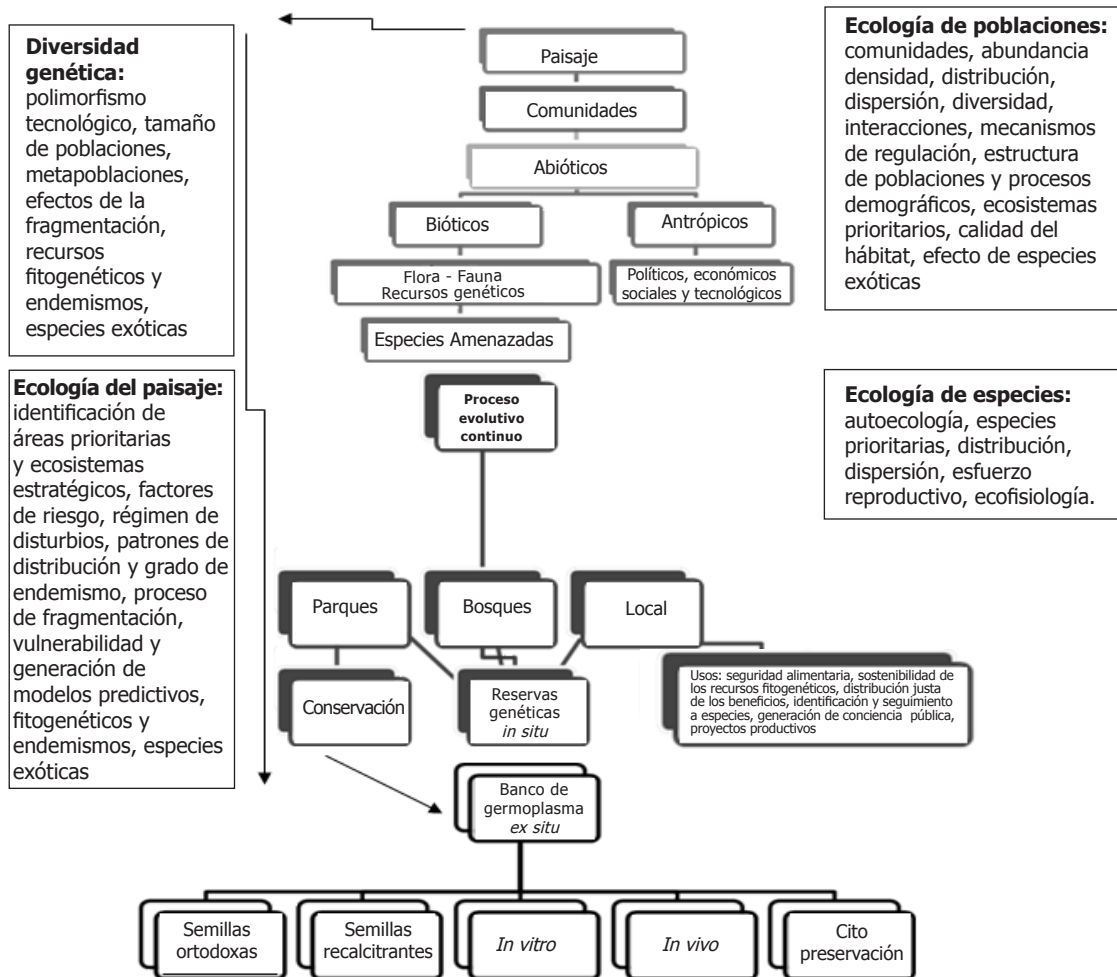 Diversidad
genética:
polimorfismo
tecnológico, tamaño
de poblaciones,
metapoblaciones,
efectos de la
fragmentación,
recursos
fitogenéticos y
endemismos,
especies exóticas
Ecología del paisaje:
identificación de
áreas prioritarias
y ecosistemas
estratégicos, factores
de riesgo, régimen de
disturbios, patrones de
distribución y grado de
endemismo, proceso
de fragmentación,
vulnerabilidad y
generación de
modelos predictivos,
fitogenéticos y
endemismos, especies
exóticas
Paisaje
Comunidades
Abióticos
Bióticos
Antrópicos
Flora - Fauna
Recursos genéticos
Políticos, económicos
sociales y tecnológicos
Especies Amenazadas
Proceso
evolutivo
continuo
Ecología de poblaciones:
comunidades, abundancia
densidad, distribución,
dispersión, diversidad,
interacciones, mecanismos
de regulación, estructura
de poblaciones y procesos
demográficos, ecosistemas
prioritarios, calidad del
hábitat, efecto de especies
exóticas
Ecología de especies:
autoecología, especies
prioritarias, distribución,
dispersión, esfuerzo
reproductivo, ecofisiología.
Parques
Bosques
Local
Conservación
Reservas
genéticas
in situ
Usos: seguridad alimentaria, sostenibilidad de
los recursos fitogenéticos, distribución justa
de los beneficios, identificación y seguimiento
a especies, generación de conciencia pública,
proyectos productivos
Banco de
germoplasma
ex situ
Semillas
ortodoxas
Semillas
recalcitrantes
In vitro
In vivo
Cito
preservación